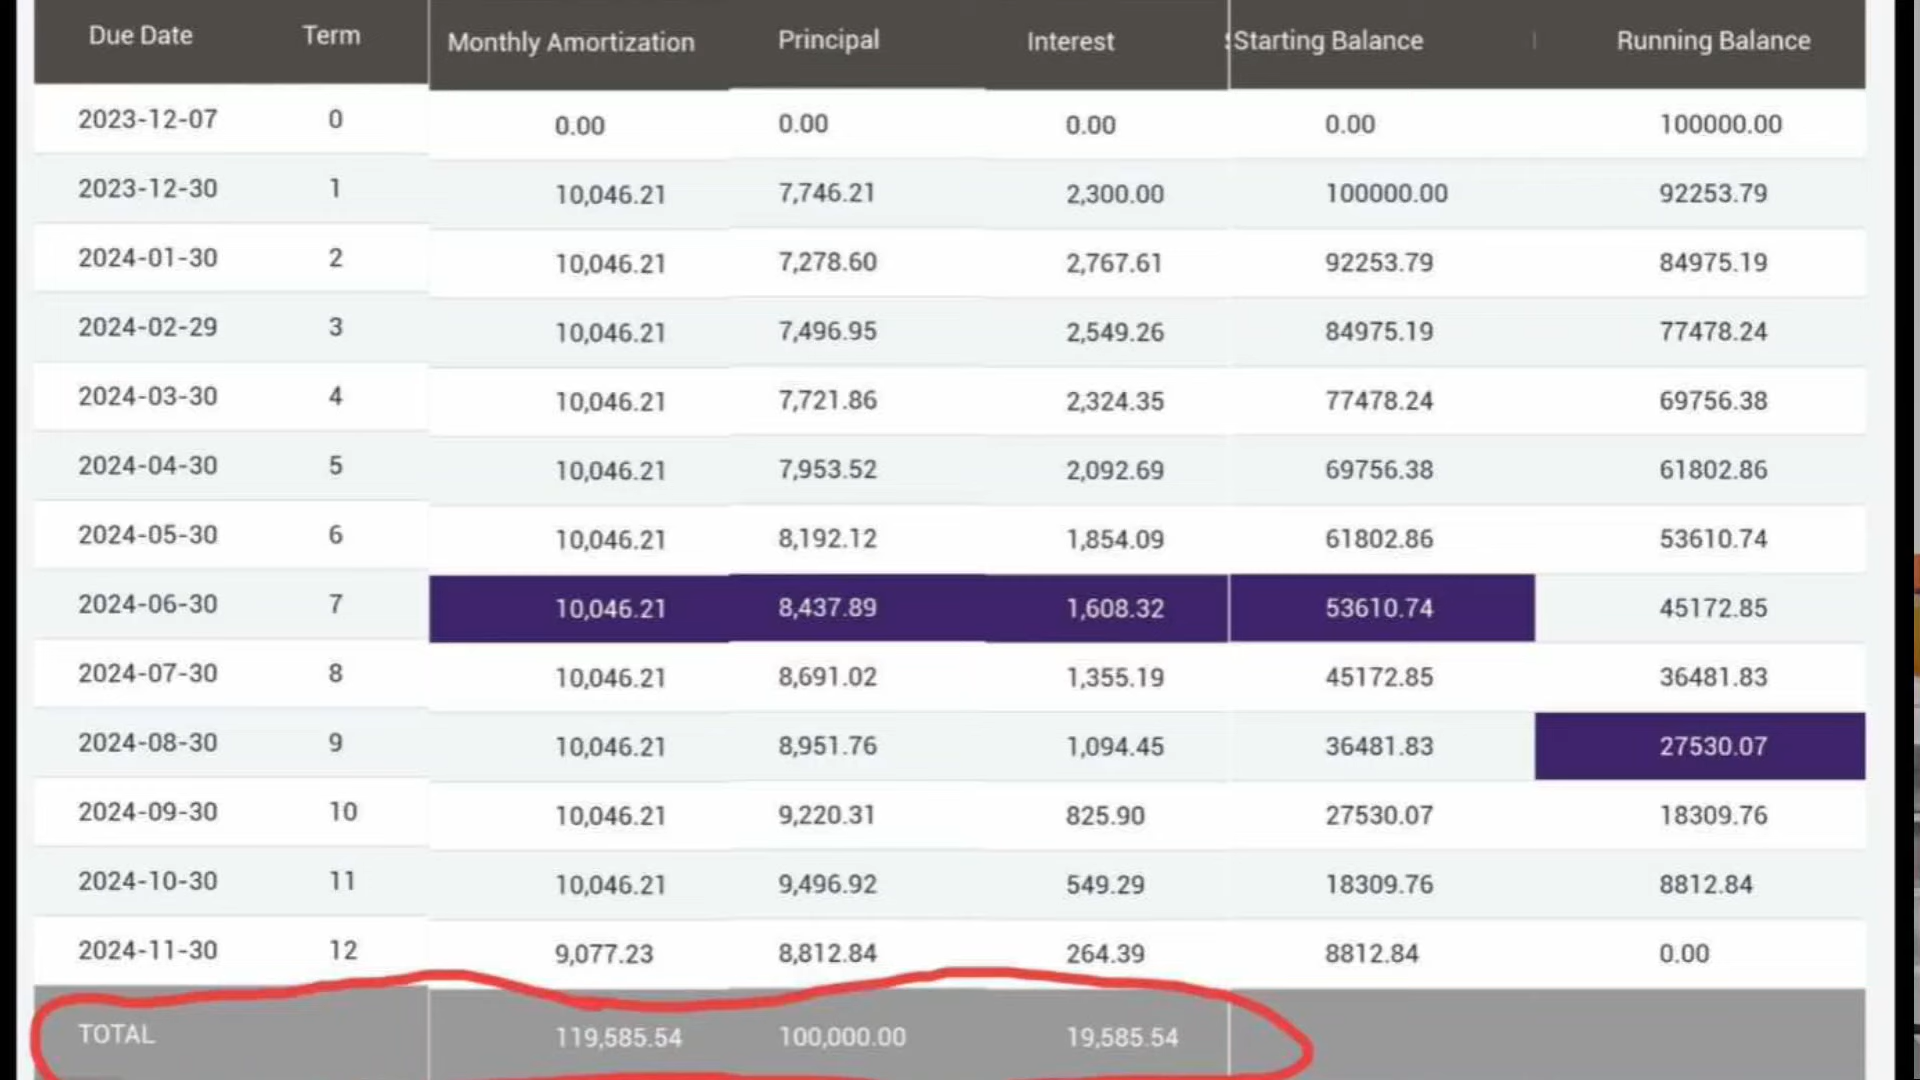 Due Date Term Monthly Amortization Principal Interest Starting Balance Running Balance
2023-12-07 0 0.00 0.00 0.00 0.00 100000.00
2023-12-30 1 10,046.21 7,746.21 2,300.00 100000.00 92253.79
2024-01-30 2 10,046.21 7,278.60 2,767.61 92253.79 84975.19
2024-02-29 3 10,046.21 7,496.95 2,549.26 84975.19 77478.24
2024-03-30 4 10,046.21 7,721.86 2,324.35 77478.24 69756.38
2024-04-30 5 10,046.21 7,953.52 2,092.69 69756.38 61802.86
2024-05-30 6 10,046.21 8,192.12 1,854.09 61802.86 53610.74
2024-06-30 7 10,046.21 8,437.89 1,608.32 53610.74 45172.85
2024-07-30 8 10,046.21 8,691.02 1,355.19 45172.85 36481.83
2024-08-30 9 10,046.21 8,951.76 1,094.45 36481.83 27530.07
2024-09-30 10 10,046.21 9,220.31 825.90 27530.07 18309.76
2024-10-30 11 10,046.21 9,496.92 549.29 18309.76 8812.84
2024-11-30 12 9,077.23 8,812.84 264.39 8812.84 0.00
TOTAL 119,585.54 100,000.00 19,585.54